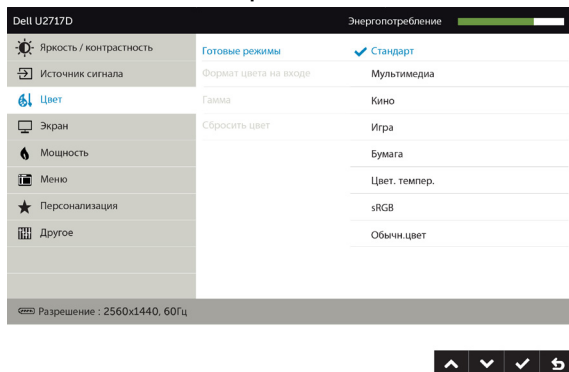 Dell U2717D
Энергопотребление
Яркость / контрастность
Готовые режимы
Стандарт
Источник сигнала
Формат цвета на входе
Мультимедиа
Цвет
Гамма
Кино
Экран
Сбросить цвет
Игра
Мощность
Бумага
Меню
Цвет. темпер.
Персонализация
sRGB
Другое
Обычн.цвет
Разрешение : 2560x1440, 60Гц